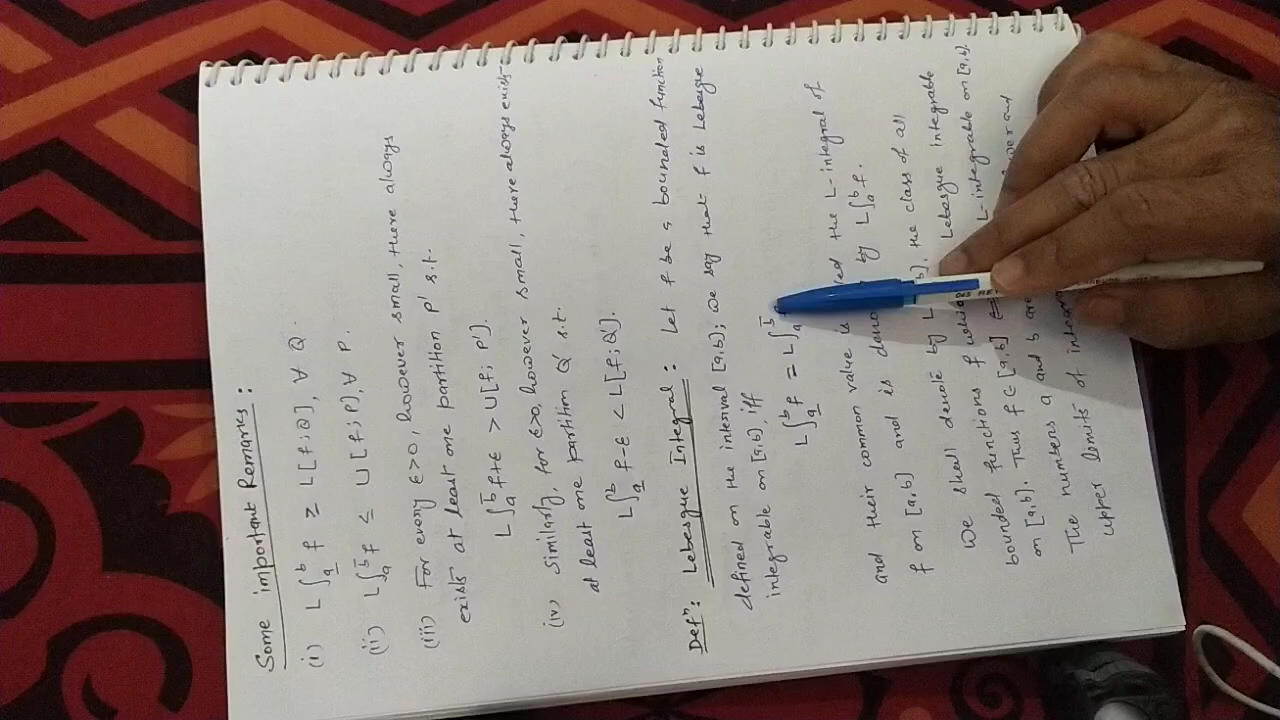 Some important Remarks:
(i) L∫_a̲^b f ≥ L[f;Q], ∀ Q.
(ii) L∫_a^b̄ f ≤ U[f;P], ∀ P.
(iii) For every ϵ>0, however small, there always
exists at least one partition P' s.t.
L∫_a^b̄ f+ϵ > U[f; P'].
(iv) Similarly, for ϵ>0, however small, there always exists
at least one partition Q' s.t.
L∫_a̲^b f-ϵ < L[f; Q'].
Defⁿ: Lebesgue Integral: Let f be a bounded function
defined on the interval [a,b]; we say that f is Lebesgue
integrable on [a,b], iff
L∫_a̲^b f = L∫_a^b̄
and their common value is the L-integral of
f on [a,b] and is by L∫_a^b f.
We shall denote by L the class of all
bounded functions f Lebesgue integrable
on [a,b]. Thus f ∈ [a,b] L-integrable on [a,b].
The numbers a and b are and
upper limits of